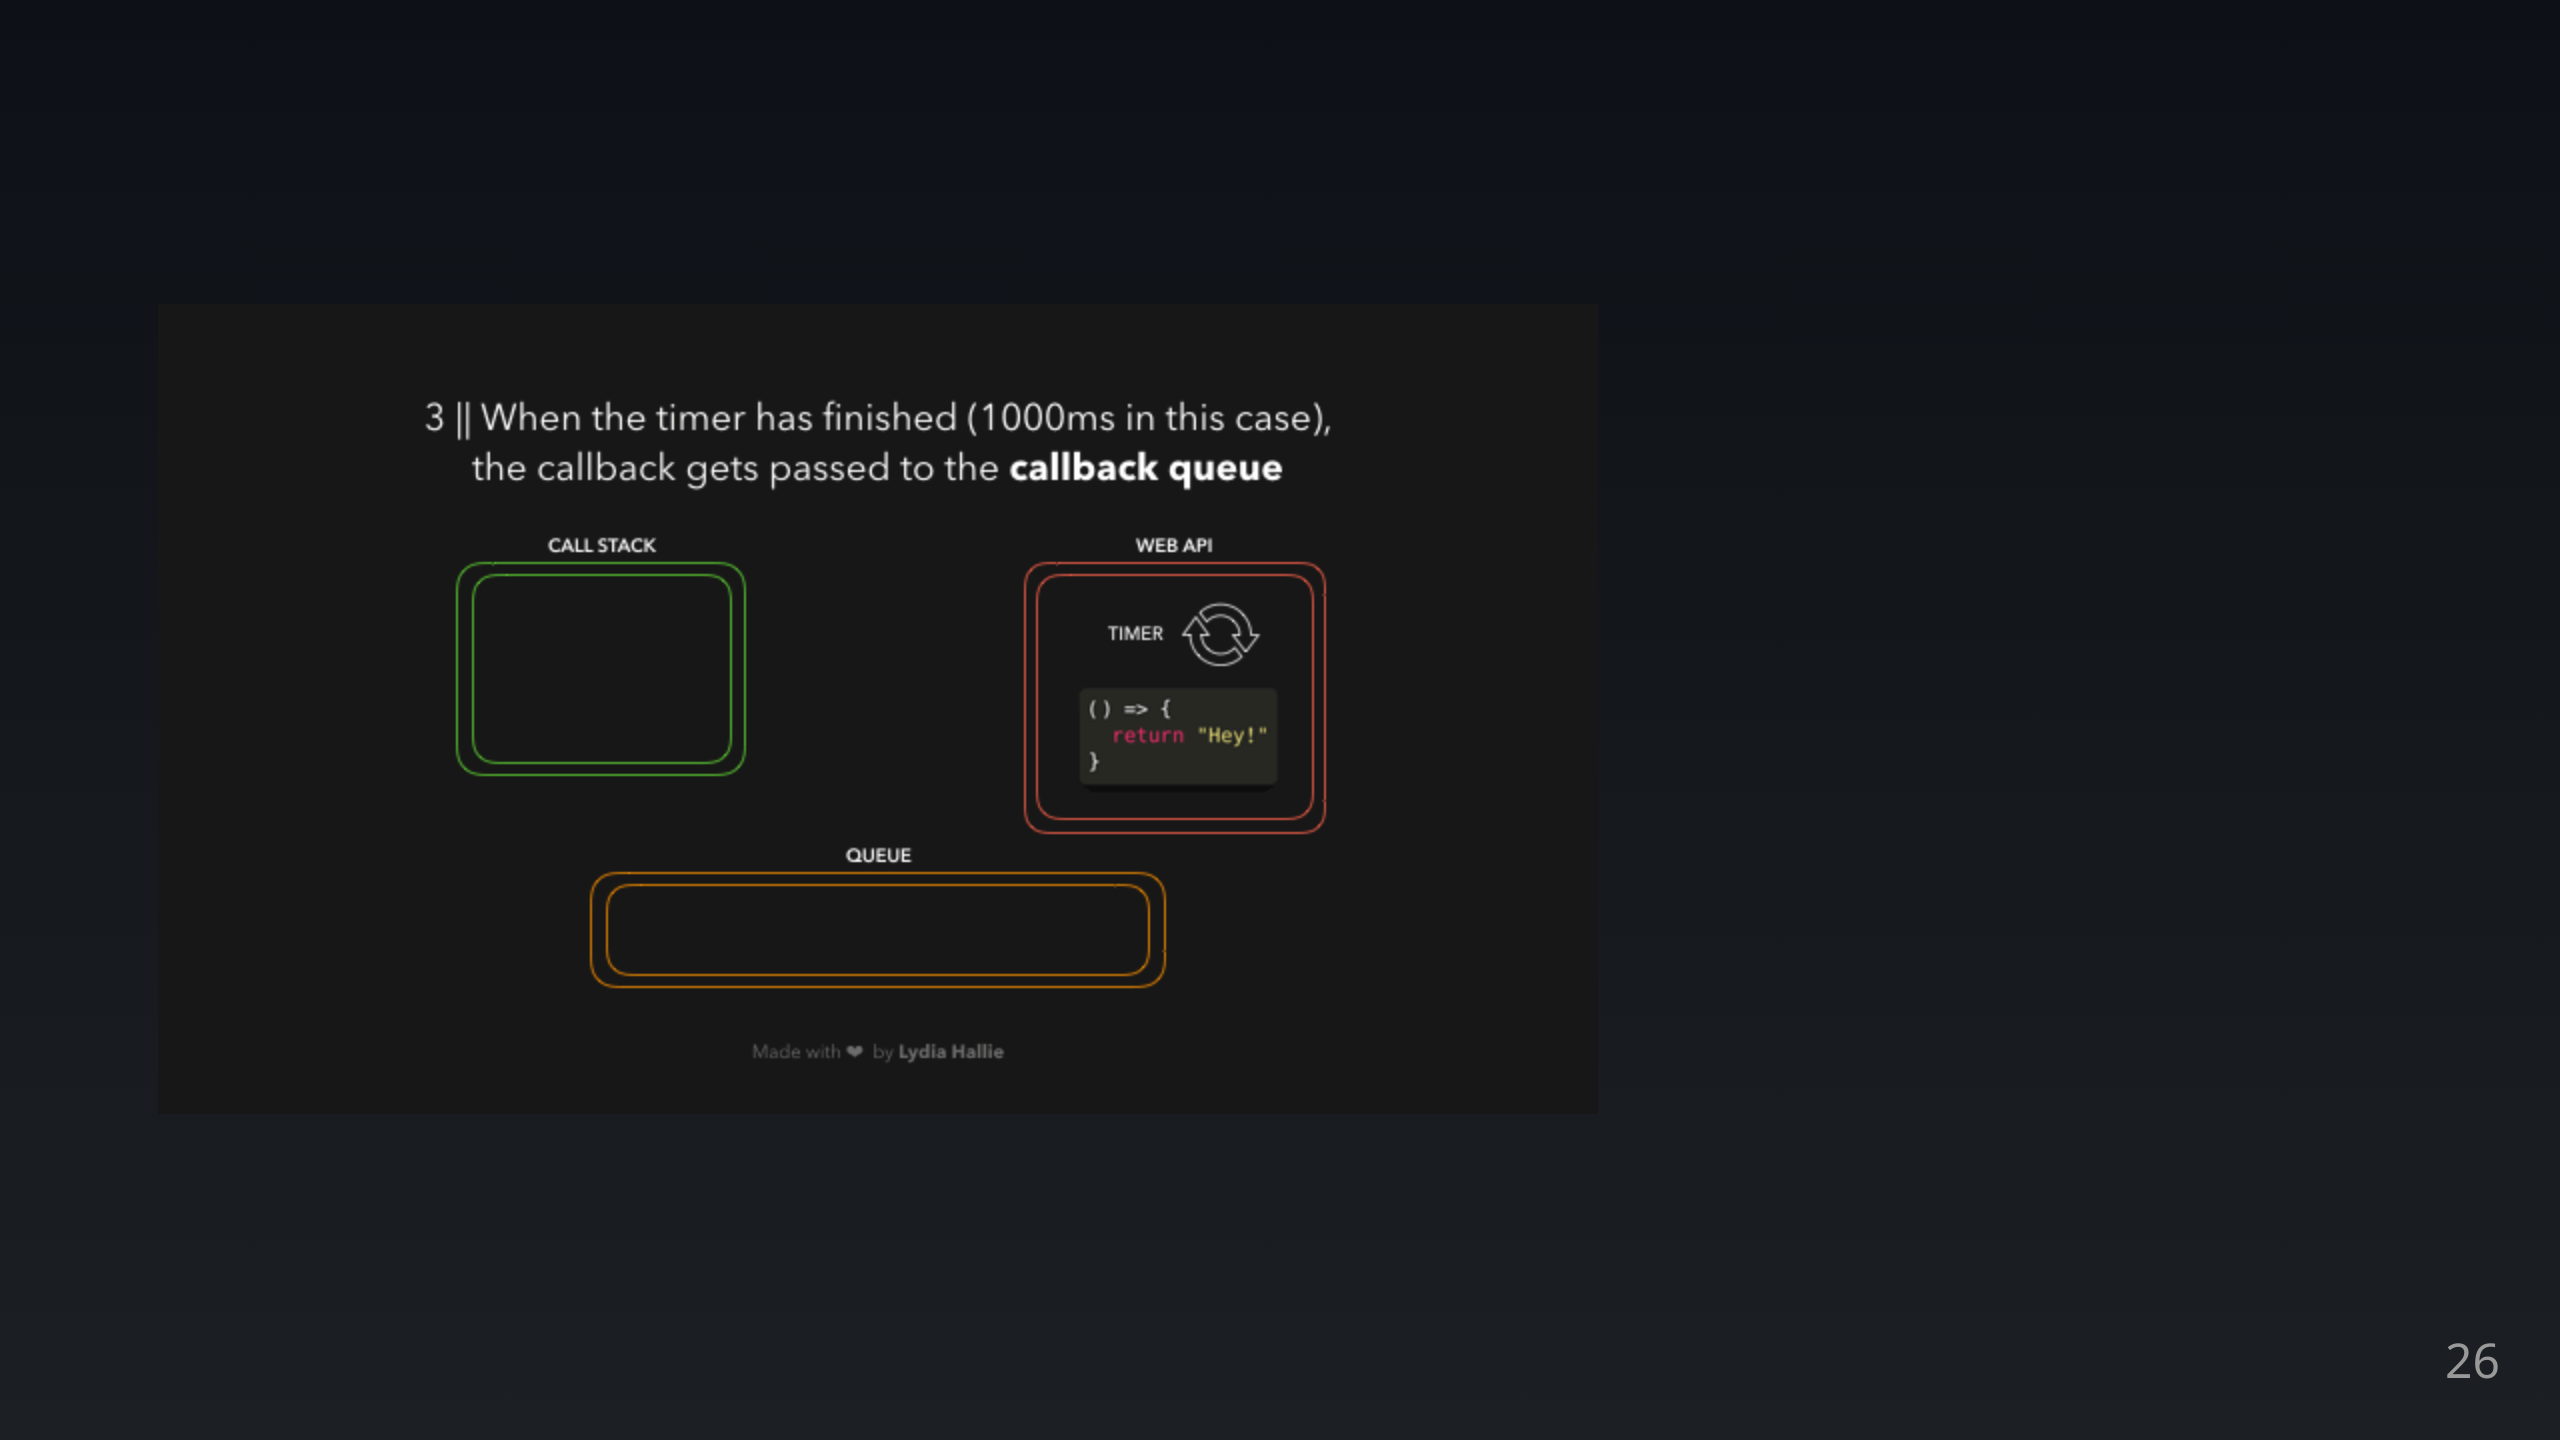 3 || When the timer has finished (1000ms in this case),
the callback gets passed to the callback queue
CALL STACK
WEB API
TIMER
() => {
return "Hey!"
}
QUEUE
Made with ❤ by Lydia Hallie
26